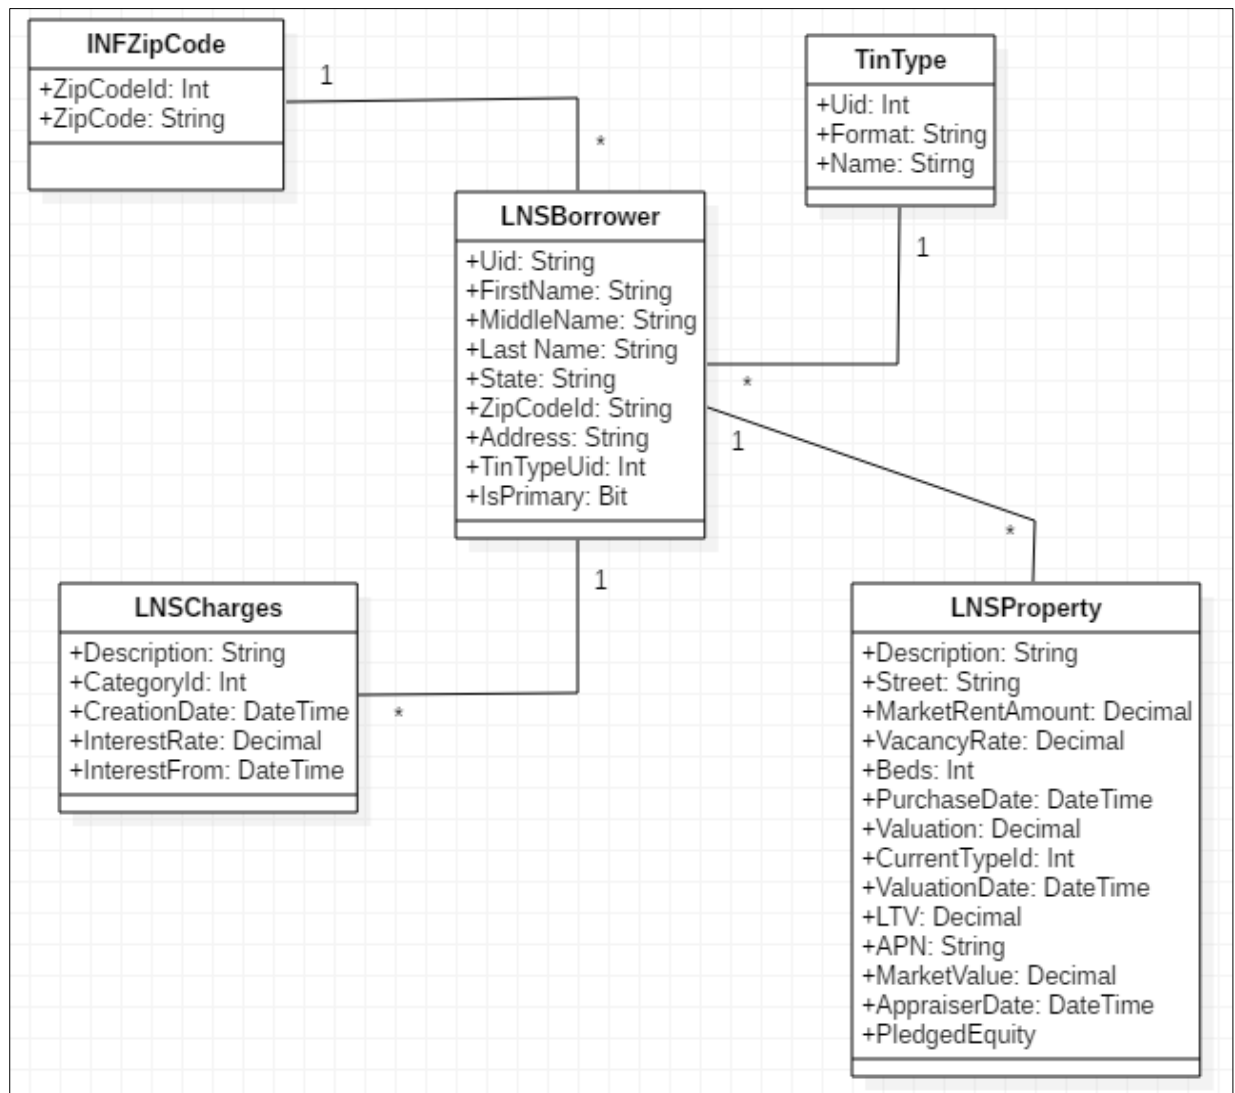 INFZipCode
+ZipCodeId: Int
+ZipCode: String
1
*
TinType
+Uid: Int
+Format: String
+Name: Stirng
1
*
LNSBorrower
+Uid: String
+FirstName: String
+MiddleName: String
+Last Name: String
+State: String
+ZipCodeId: String
+Address: String
+TinTypeUid: Int
+IsPrimary: Bit
1
*
1
*
LNSCharges
+Description: String
+CategoryId: Int
+CreationDate: DateTime
+InterestRate: Decimal
+InterestFrom: DateTime
LNSProperty
+Description: String
+Street: String
+MarketRentAmount: Decimal
+VacancyRate: Decimal
+Beds: Int
+PurchaseDate: DateTime
+Valuation: Decimal
+CurrentTypeId: Int
+ValuationDate: DateTime
+LTV: Decimal
+APN: String
+MarketValue: Decimal
+AppraiserDate: DateTime
+PledgedEquity